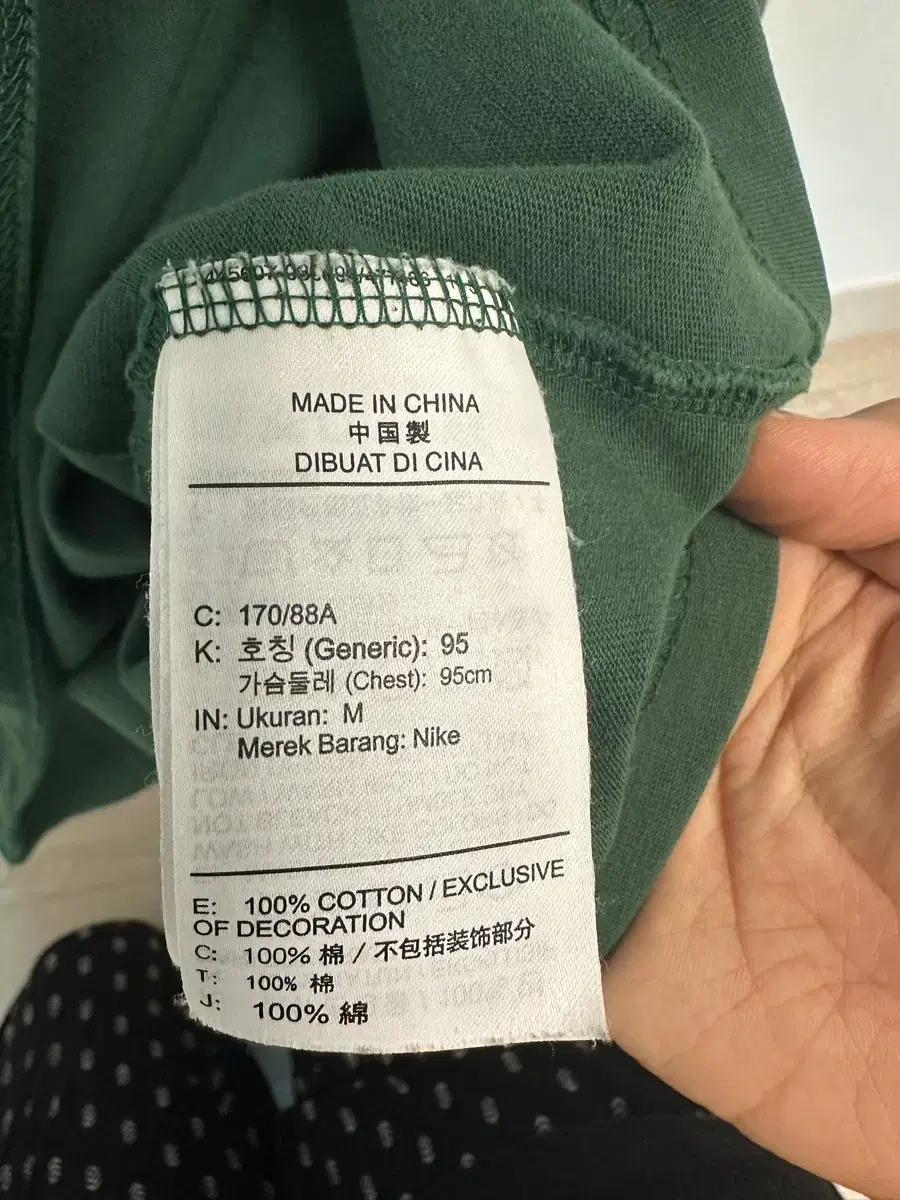 MADE IN CHINA
中国製
DIBUAT DI CINA
C: 170/88A
K: 호칭 (Generic): 95
가슴둘레 (Chest): 95cm
IN: Ukuran: M
Merek Barang: Nike
E: 100% COTTON / EXCLUSIVE
OF DECORATION
C: 100% 棉 / 不包括装饰部分
T: 100% 棉
J: 100% 綿